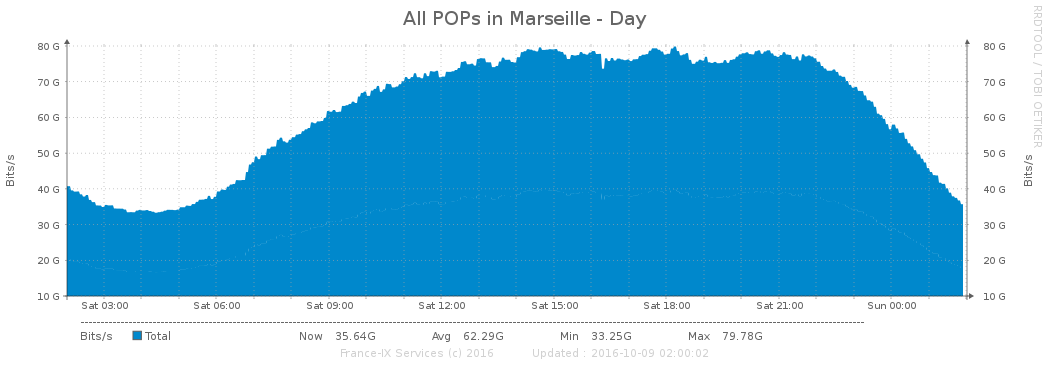 All POPs in Marseille - Day
RRDTOOL / TOBI OETIKER
Bits/s
80 G
70 G
60 G
50 G
40 G
30 G
20 G
10 G
80 G
70 G
60 G
50 G
40 G
30 G
20 G
10 G
Bits/s
Sat 03:00 Sat 06:00 Sat 09:00 Sat 12:00 Sat 15:00 Sat 18:00 Sat 21:00 Sun 00:00
Bits/s Total Now 35.64G Avg 62.29G Min 33.25G Max 79.78G
France-IX Services (c) 2016 Updated : 2016-10-09 02:00:02